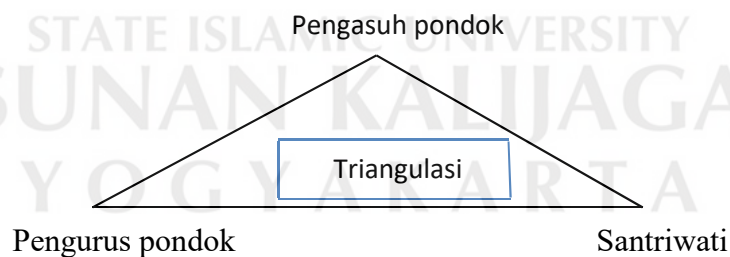 STATE ISLAMIC UNIVERSITY
Pengasuh pondok
SUNAN KALIJAGA
Triangulasi
YOGYAKARTA
Pengurus pondok Santriwati